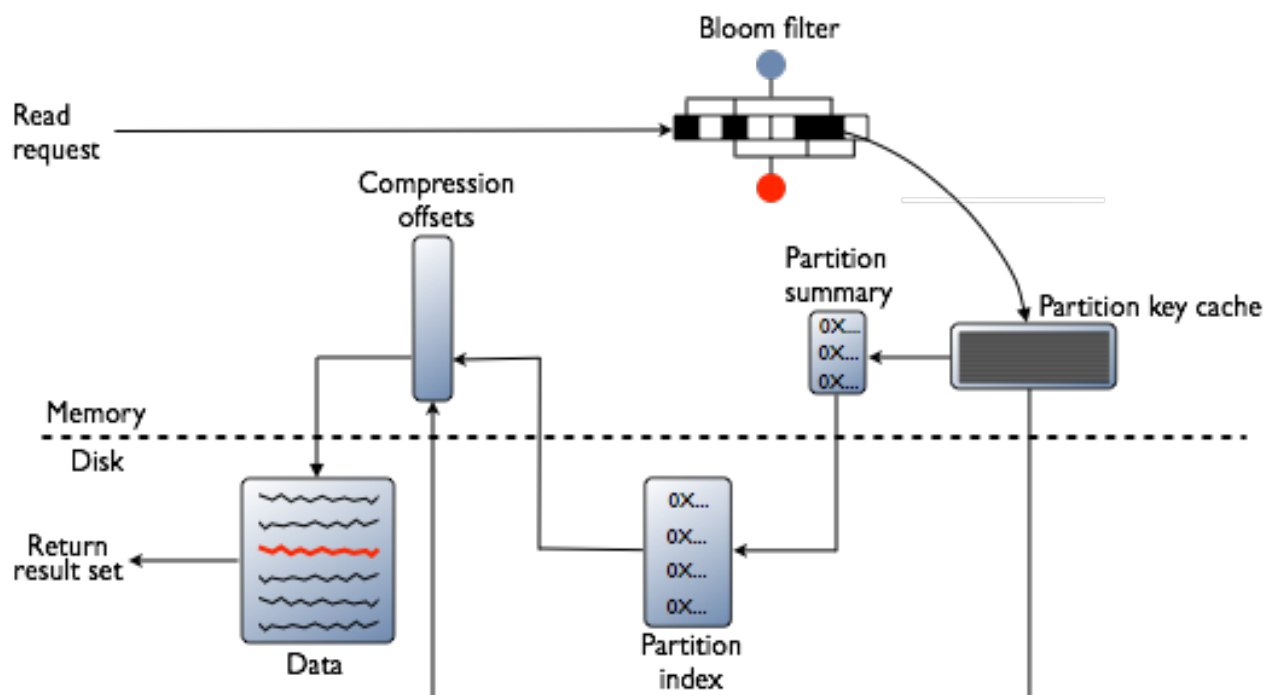 Bloom filter
Read
request
Compression
offsets
Partition
summary
0X...
0X...
0X...
Partition key cache
Memory
Disk
0X...
0X...
0X...
0X...
Return
result set
Data
Partition
index